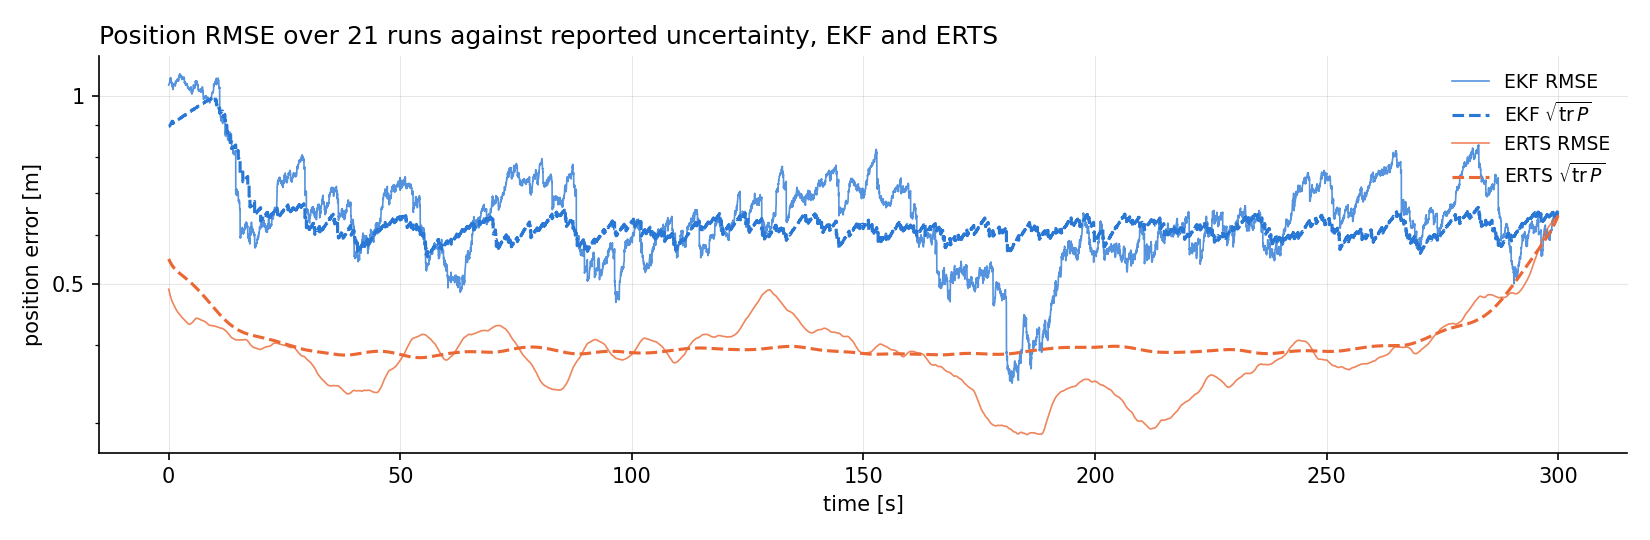 Position RMSE over 21 runs against reported uncertainty, EKF and ERTS
EKF RMSE
EKF √tr P
ERTS RMSE
ERTS √tr P
position error [m]
1
0.5
0
50
100
150
200
250
300
time [s]